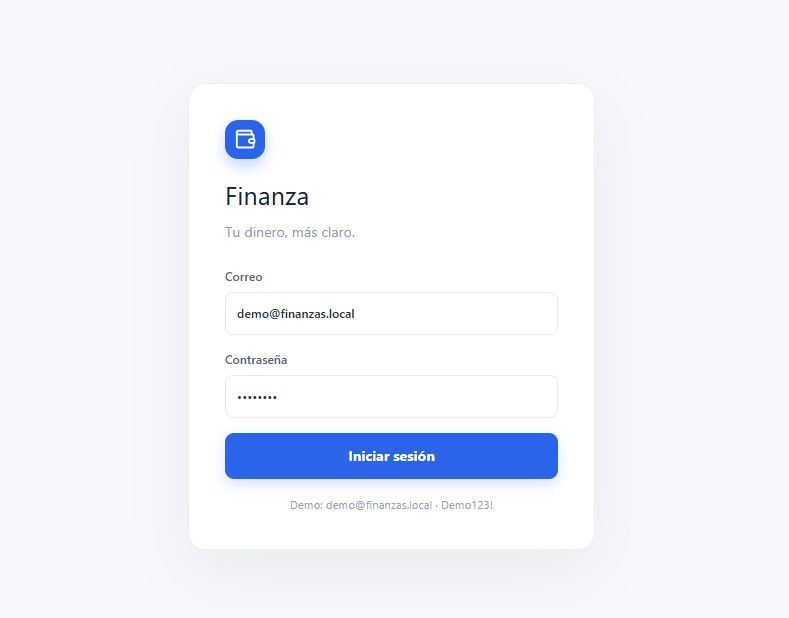 Finanza
Tu dinero, más claro.
Correo
demo@finanzas.local
Contraseña
••••••••
Iniciar sesión
Demo: demo@finanzas.local · Demo123!